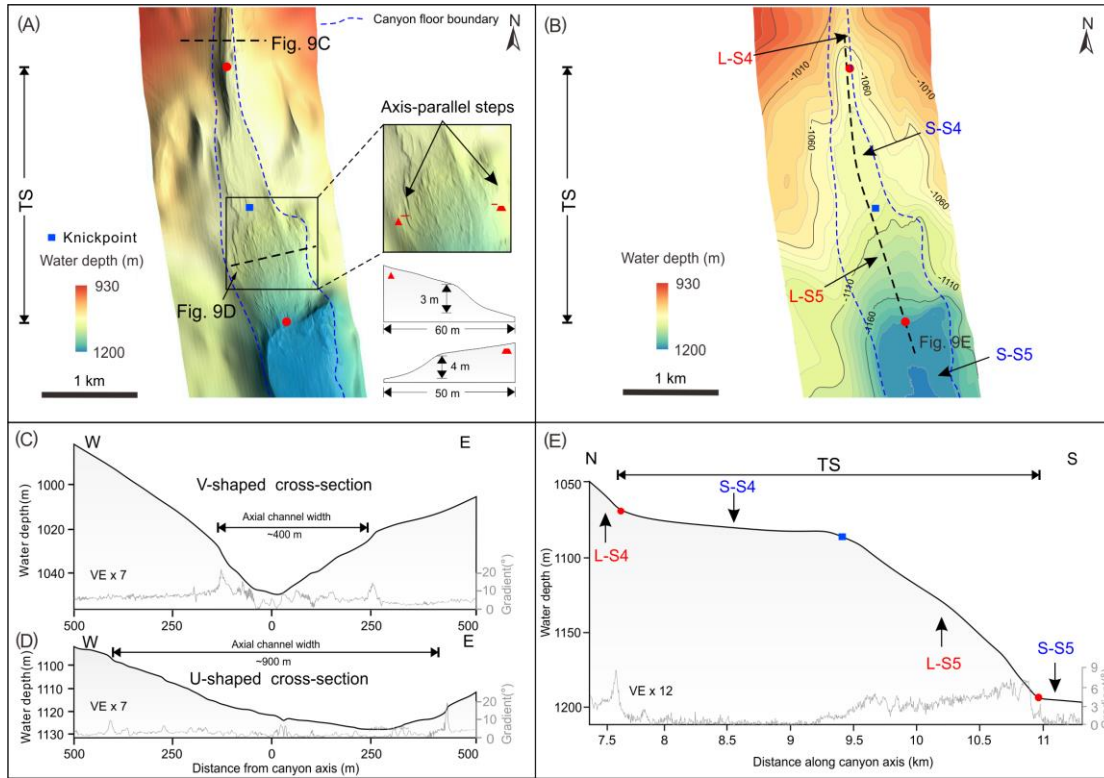 (A)
Canyon floor boundary
N
Fig. 9C
Axis-parallel steps
TS
Knickpoint
Water depth (m)
930
1200
Fig. 9D
3 m
60 m
4 m
50 m
1 km
(B)
N
L-S4
-1010
-1060
-1010
S-S4
-1060
-1060
TS
Water depth (m)
930
1200
L-S5
-1110
-1110
-1160
Fig. 9E
S-S5
1 km
(C)
W
E
V-shaped cross-section
Axial channel width
~400 m
Water depth(m)
1000
1020
1040
VE x 7
20
10
0
Gradient(°)
500
250
0
250
500
(D)
W
E
Axial channel width
~900 m
U-shaped cross-section
Water depth(m)
1100
1110
1120
1130
VE x 7
20
10
0
Gradient(°)
500
250
0
250
500
Distance from canyon axis (m)
(E)
N
TS
S
S-S4
L-S4
L-S5
S-S5
Water depth (m)
1050
1100
1150
1200
VE x 12
9
6
3
0
7.5
8
8.5
9
9.5
10
10.5
11
Distance along canyon axis (km)